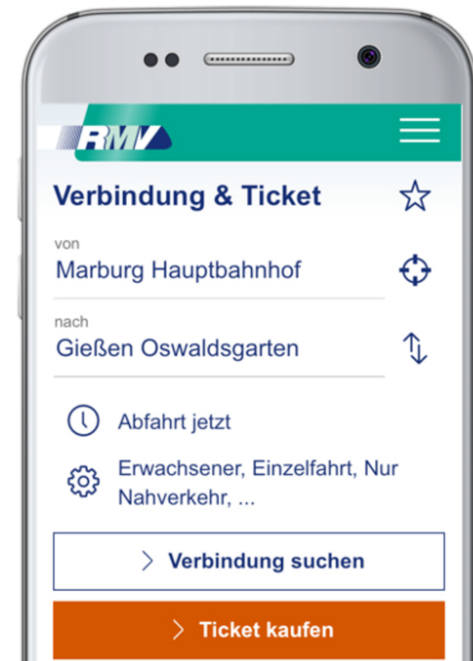 RMV
Verbindung & Ticket
von
Marburg Hauptbahnhof
nach
Gießen Oswaldsgarten
Abfahrt jetzt
Erwachsener, Einzelfahrt, Nur
Nahverkehr, ...
Verbindung suchen
Ticket kaufen